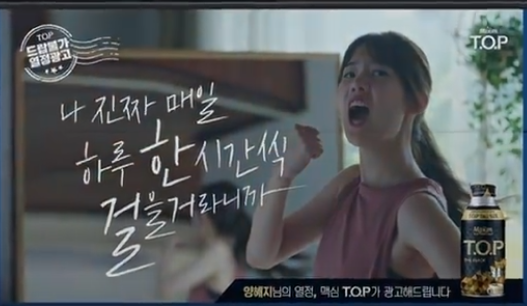 TOP
드랍불가
열정광고
Maxim
T.O.P
나 진짜 매일
하루 한 시간씩
걸을거라니까
Maxim
T.O.P
양혜지님의 열정, 맥심 T.O.P가 광고해드립니다